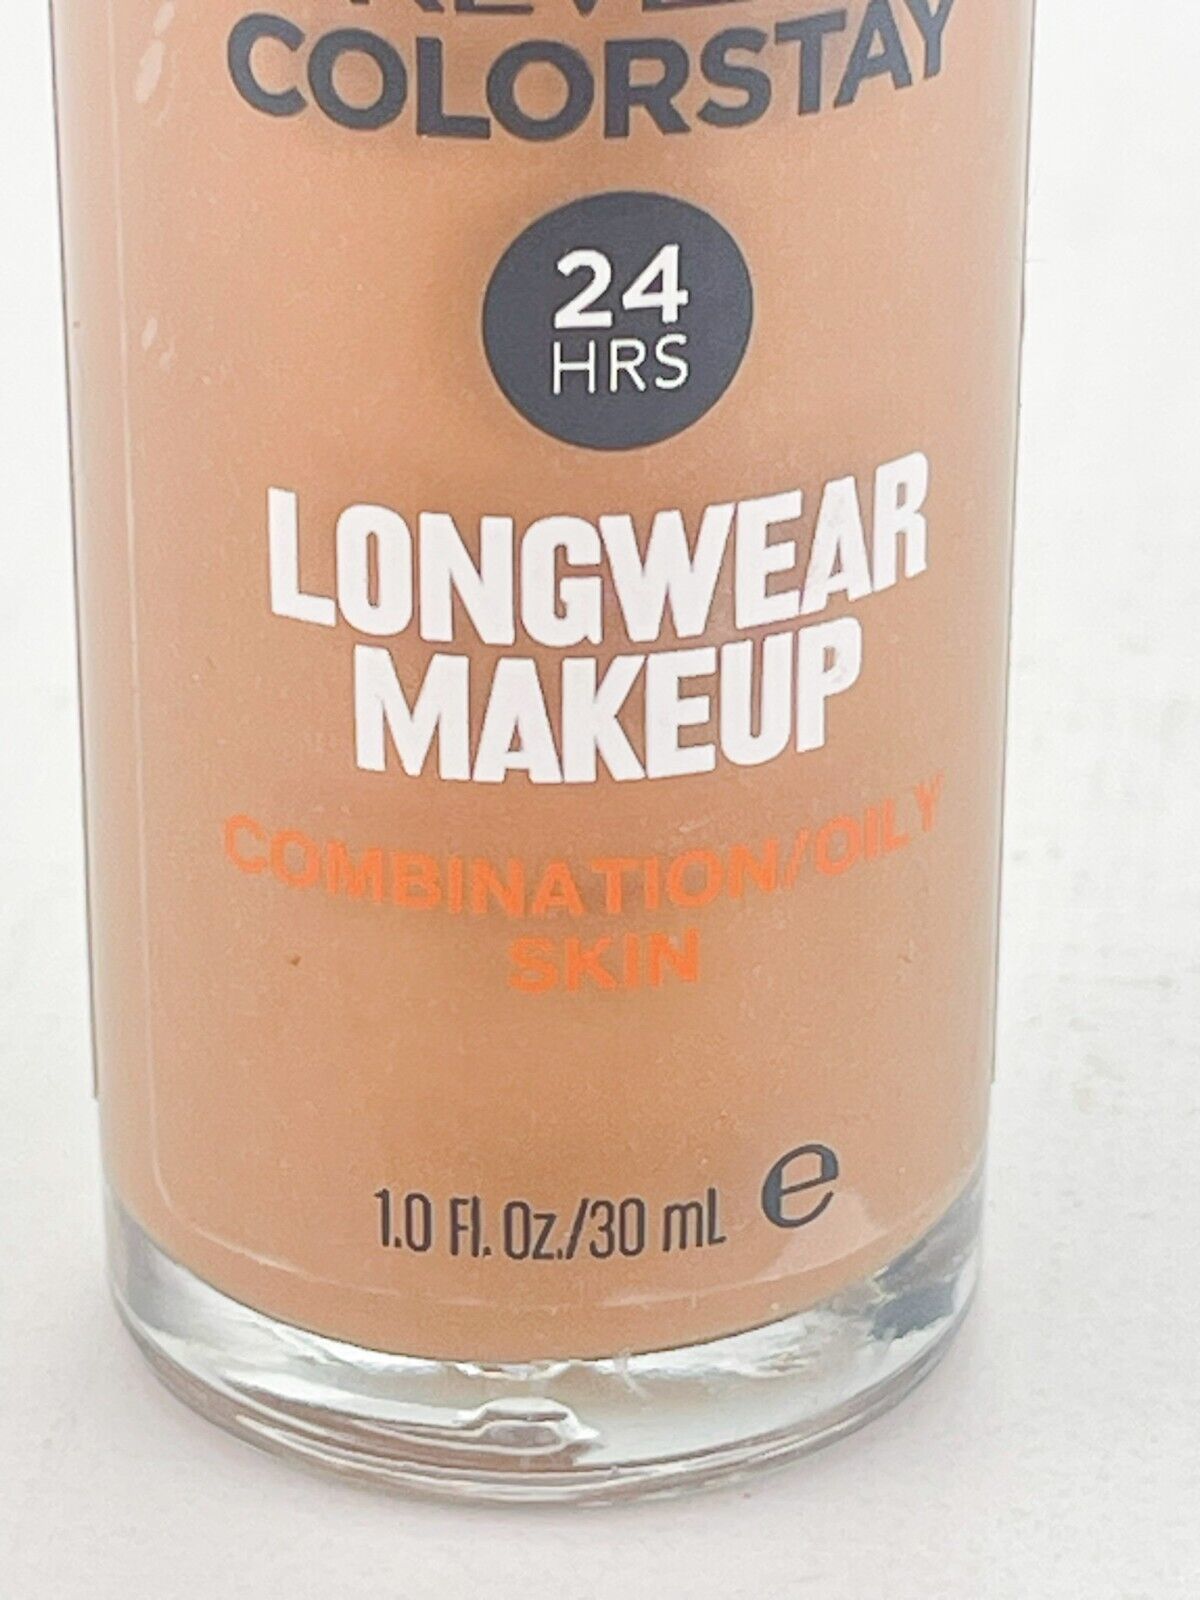 COLORSTAY
24
HRS
LONGWEAR
MAKEUP
COMBINATION/OILY
SKIN
1.0 Fl. Oz./30 mL ℮